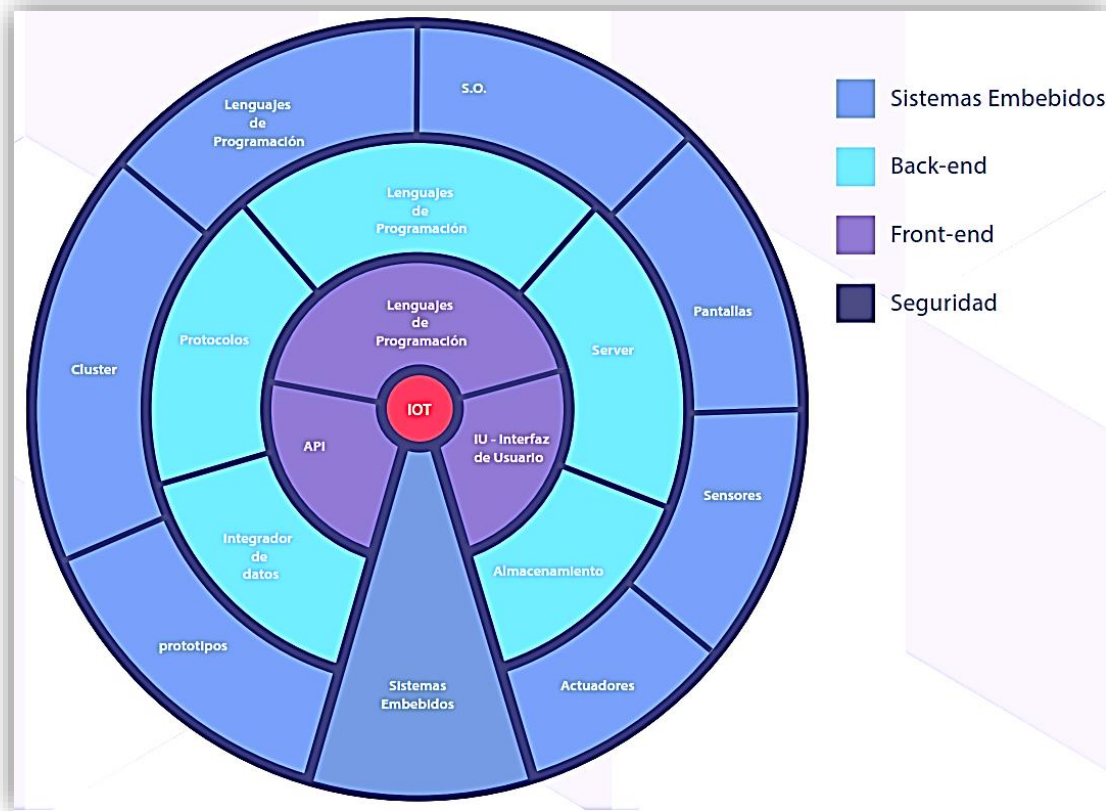 Lenguajes
de
Programación
S.O.
Pantallas
Sensores
Actuadores
Sistemas
Embebidos
prototipos
Cluster
Lenguajes
de
Programación
Server
Almacenamiento
Integrador
de
datos
Protocolos
Lenguajes
de
Programación
IU - Interfaz
de Usuario
API
IOT
Sistemas Embebidos
Back-end
Front-end
Seguridad